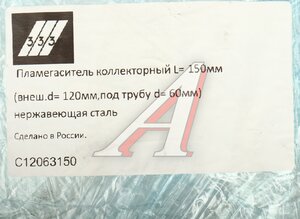 333
Пламегаситель коллекторный L= 150мм
(внеш.d= 120мм,под трубу d= 60мм)
нержавеющая сталь
Сделано в России.
C12063150